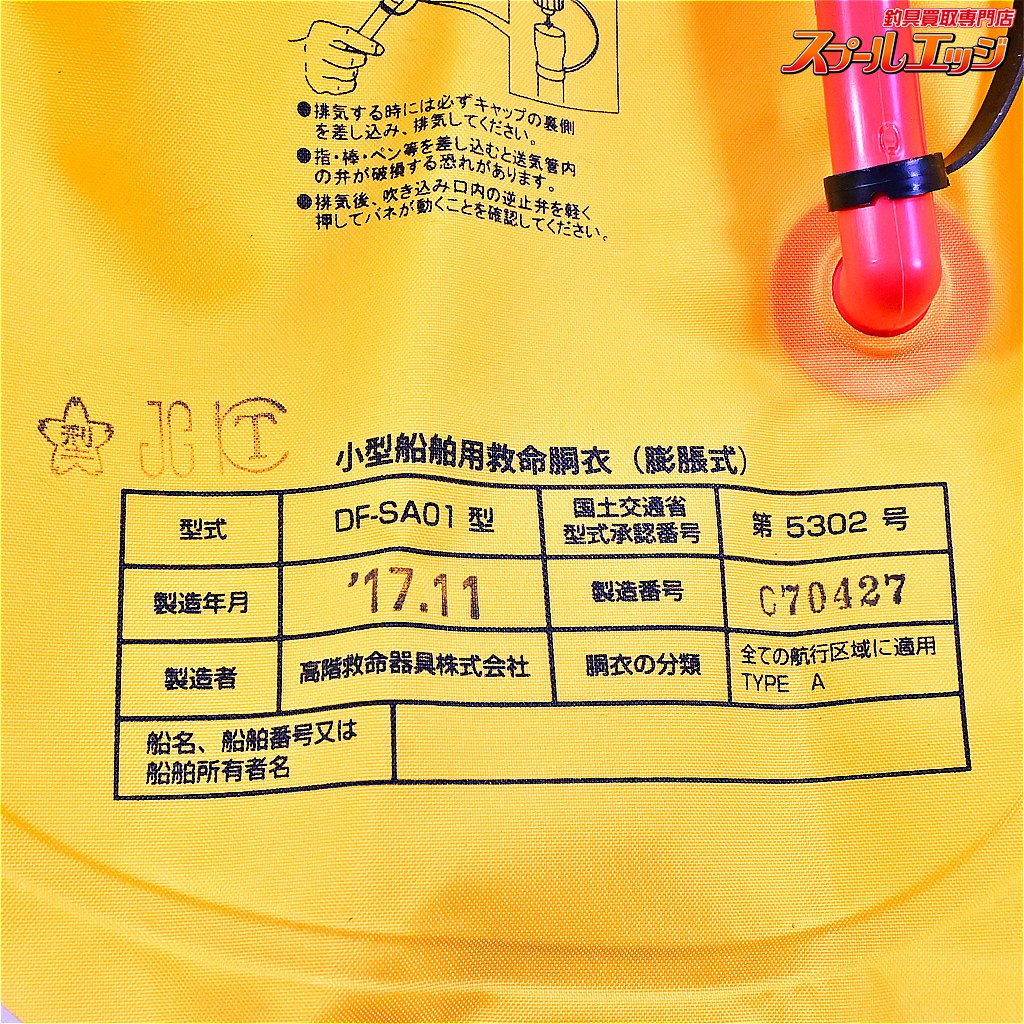 釣具買取専門店
スプールエッジ
●排気する時には必ずキャップの裏側
を差し込み、排気してください。
●指・棒・ペン等を差し込むと送気管内
の弁が破損する恐れがあります。
●排気後、吹き込み口内の逆止弁を軽く
押してバネが動くことを確認してください。
型 JCI T
小型船舶用救命胴衣（膨脹式）
型式 DF-SA01 型 国土交通省
型式承認番号 第 5302 号
製造年月 '17.11 製造番号 C70427
製造者 高階救命器具株式会社 胴衣の分類 全ての航行区域に適用
TYPE A
船名、船舶番号又は
船舶所有者名